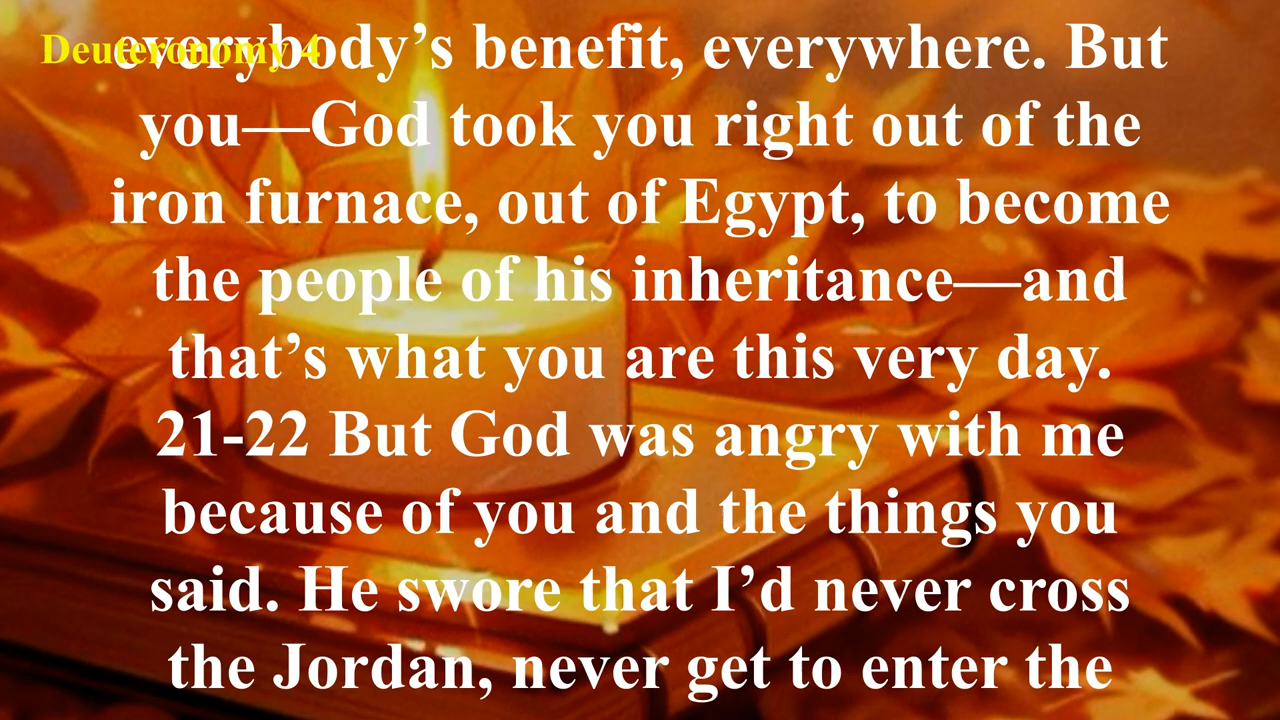 Deuteronomy 4
everybody’s benefit, everywhere. But
you—God took you right out of the
iron furnace, out of Egypt, to become
the people of his inheritance—and
that’s what you are this very day.
21-22 But God was angry with me
because of you and the things you
said. He swore that I’d never cross
the Jordan, never get to enter the